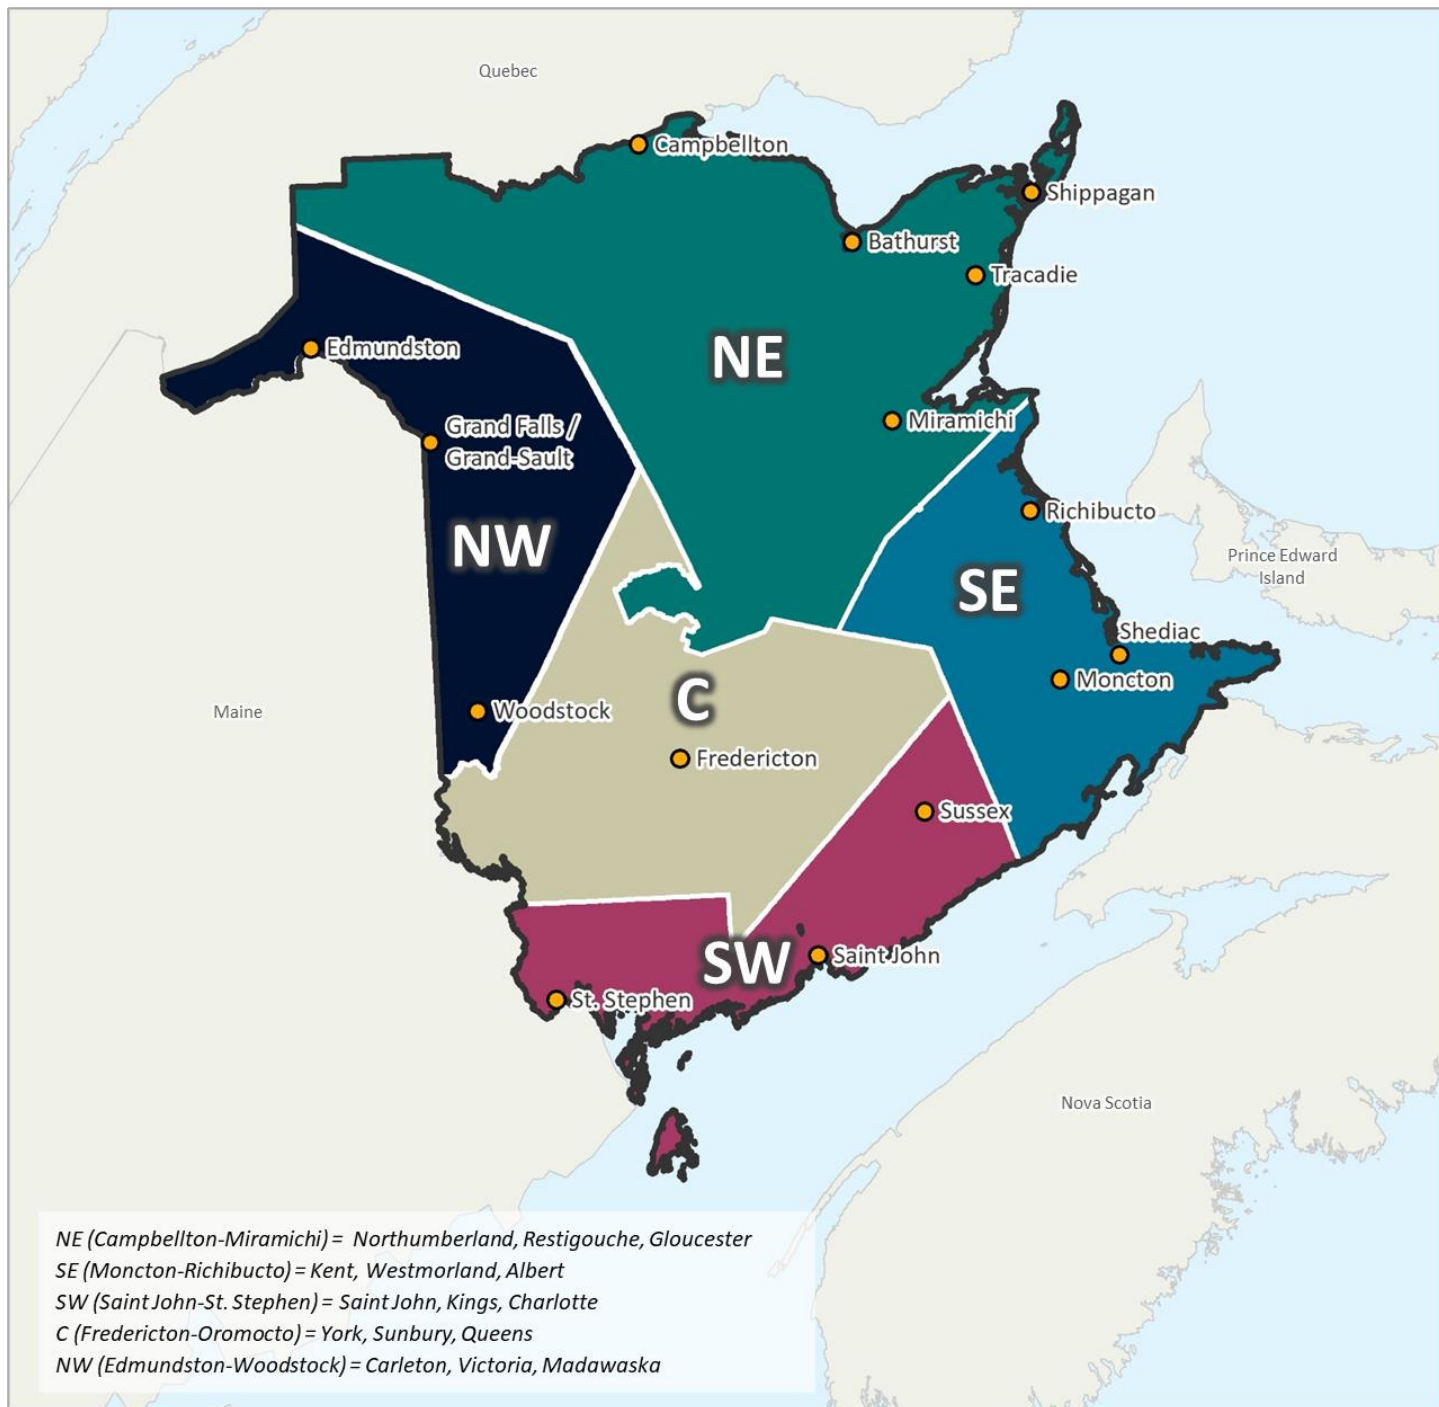 Quebec
Campbellton
Shippagan
Bathurst
Tracadie
Edmundston
NE
Miramichi
Grand Falls /
Grand-Sault
Richibucto
NW
Prince Edward
Island
SE
Shediac
Moncton
C
Maine
Woodstock
Fredericton
Sussex
SW
Saint John
St. Stephen
Nova Scotia
NE (Campbellton-Miramichi) = Northumberland, Restigouche, Gloucester
SE (Moncton-Richibucto) = Kent, Westmorland, Albert
SW (Saint John-St. Stephen) = Saint John, Kings, Charlotte
C (Fredericton-Oromocto) = York, Sunbury, Queens
NW (Edmundston-Woodstock) = Carleton, Victoria, Madawaska